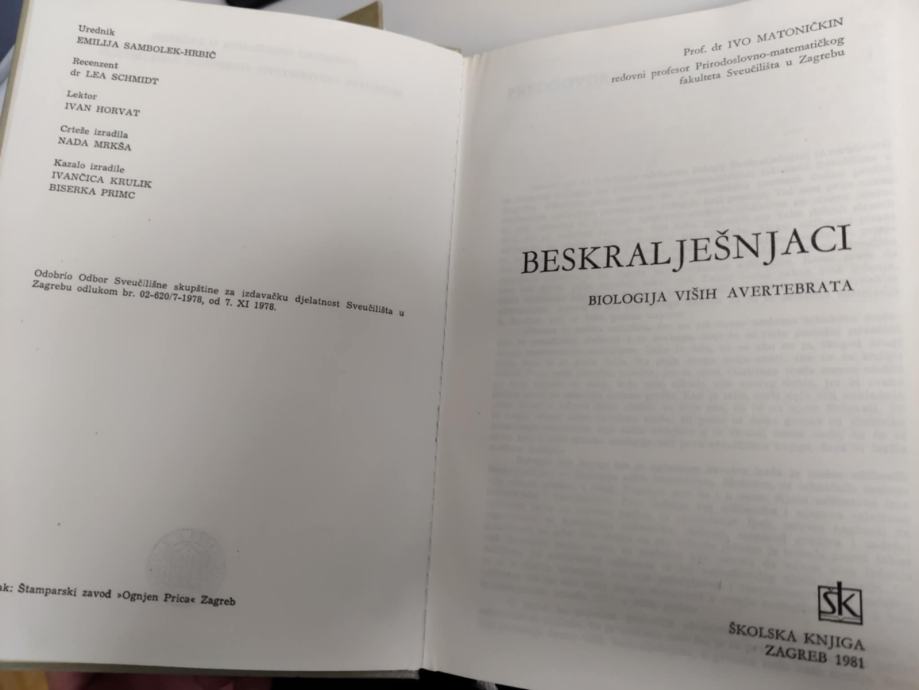 Urednik
EMILIJA SAMBOLEK-HRBIĆ
Recenzent
dr LEA SCHMIDT
Lektor
IVAN HORVAT
Crteže izradila
NADA MRKŠA
Kazalo izradile
IVANČICA KRULIK
BISERKA PRIMC
Odobrio Odbor Sveučilišne skupštine za izdavačku djelatnost Sveučilišta u
Zagrebu odlukom br. 02-620/7-1978, od 7. XI 1978.
ak: Štamparski zavod »Ognjen Prica« Zagreb
Prof. dr IVO MATONIČKIN
redovni profesor Prirodoslovno-matematičkog
fakulteta Sveučilišta u Zagrebu
BESKRALJEŠNJACI
BIOLOGIJA VIŠIH AVERTEBRATA
sk
ŠKOLSKA KNJIGA
ZAGREB 1981